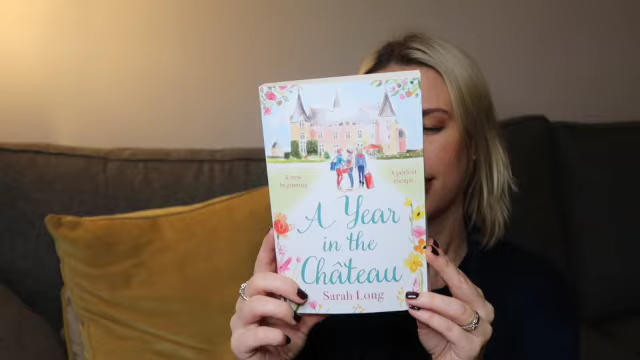 A new
beginning.
A perfect
escape.
A Year
in the
Château
Sarah Long